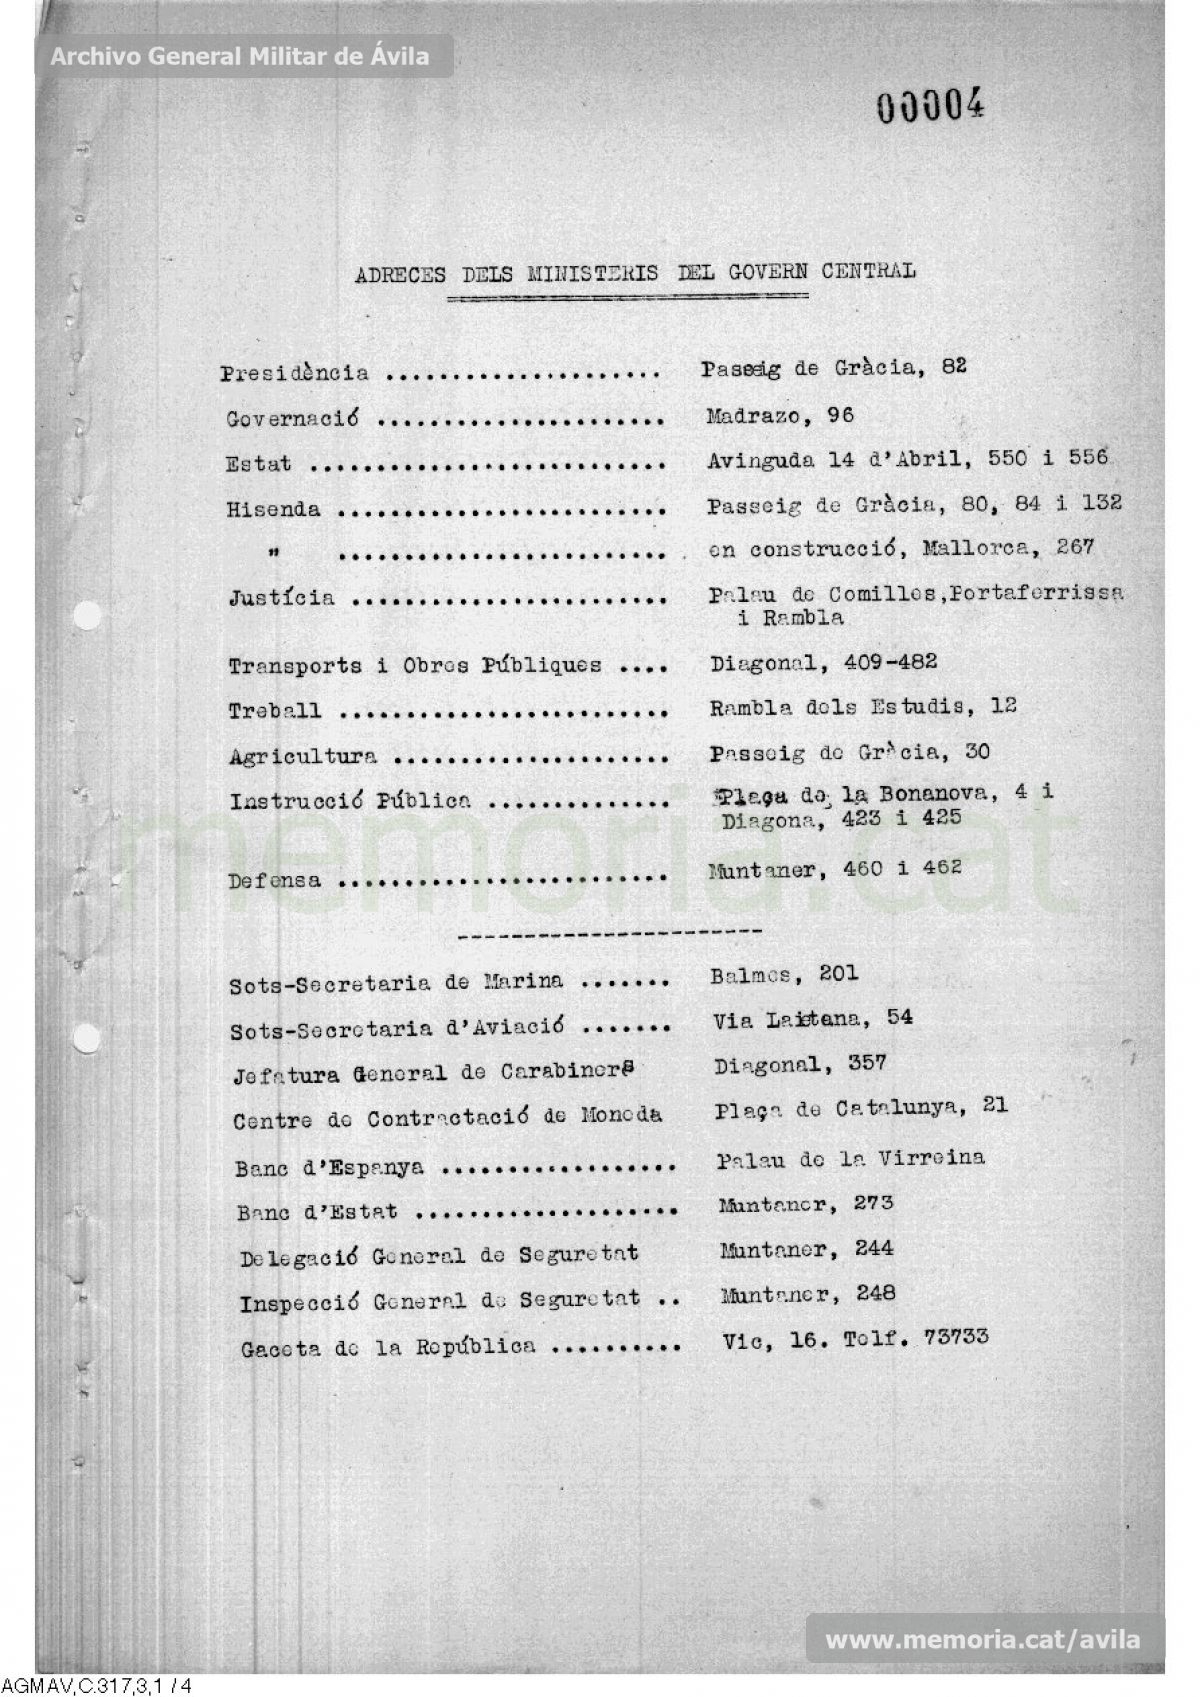 Archivo General Militar de Ávila
00004
ADRECES DELS MINISTERIS DEL GOVERN CENTRAL
Presidència ..................... Passeig de Gràcia, 82
Governació ...................... Madrazo, 96
Estat ........................... Avinguda 14 d'Abril, 550 i 556
Hisenda ......................... Passeig de Gràcia, 80, 84 i 132
" ......................... en construcció, Mallorca, 267
Justícia ........................ Palau de Comillos,Portaferrissa
i Rambla
Transports i Obres Públiques .... Diagonal, 409-482
Treball ......................... Rambla dels Estudis, 12
Agricultura ..................... Passeig de Gràcia, 30
Instrucció Pública .............. Plaça de la Bonanova, 4 i
Diagona, 423 i 425
Defensa ......................... Muntaner, 460 i 462
memoria.cat
-----------------------
Sots-Secretaria de Marina ....... Balmes, 201
Sots-Secretaria d'Aviació ....... Via Laietana, 54
Jefatura General de Carabiners Diagonal, 357
Centre de Contractació de Moneda Plaça de Catalunya, 21
Banc d'Espanya .................. Palau de la Virreina
Banc d'Estat .................... Muntaner, 273
Delegació General de Seguretat Muntaner, 244
Inspecció General de Seguretat .. Muntaner, 248
Gaceta de la República .......... Vic, 16. Telf. 73733
www.memoria.cat/avila
AGMAV,C.317,3,1 / 4